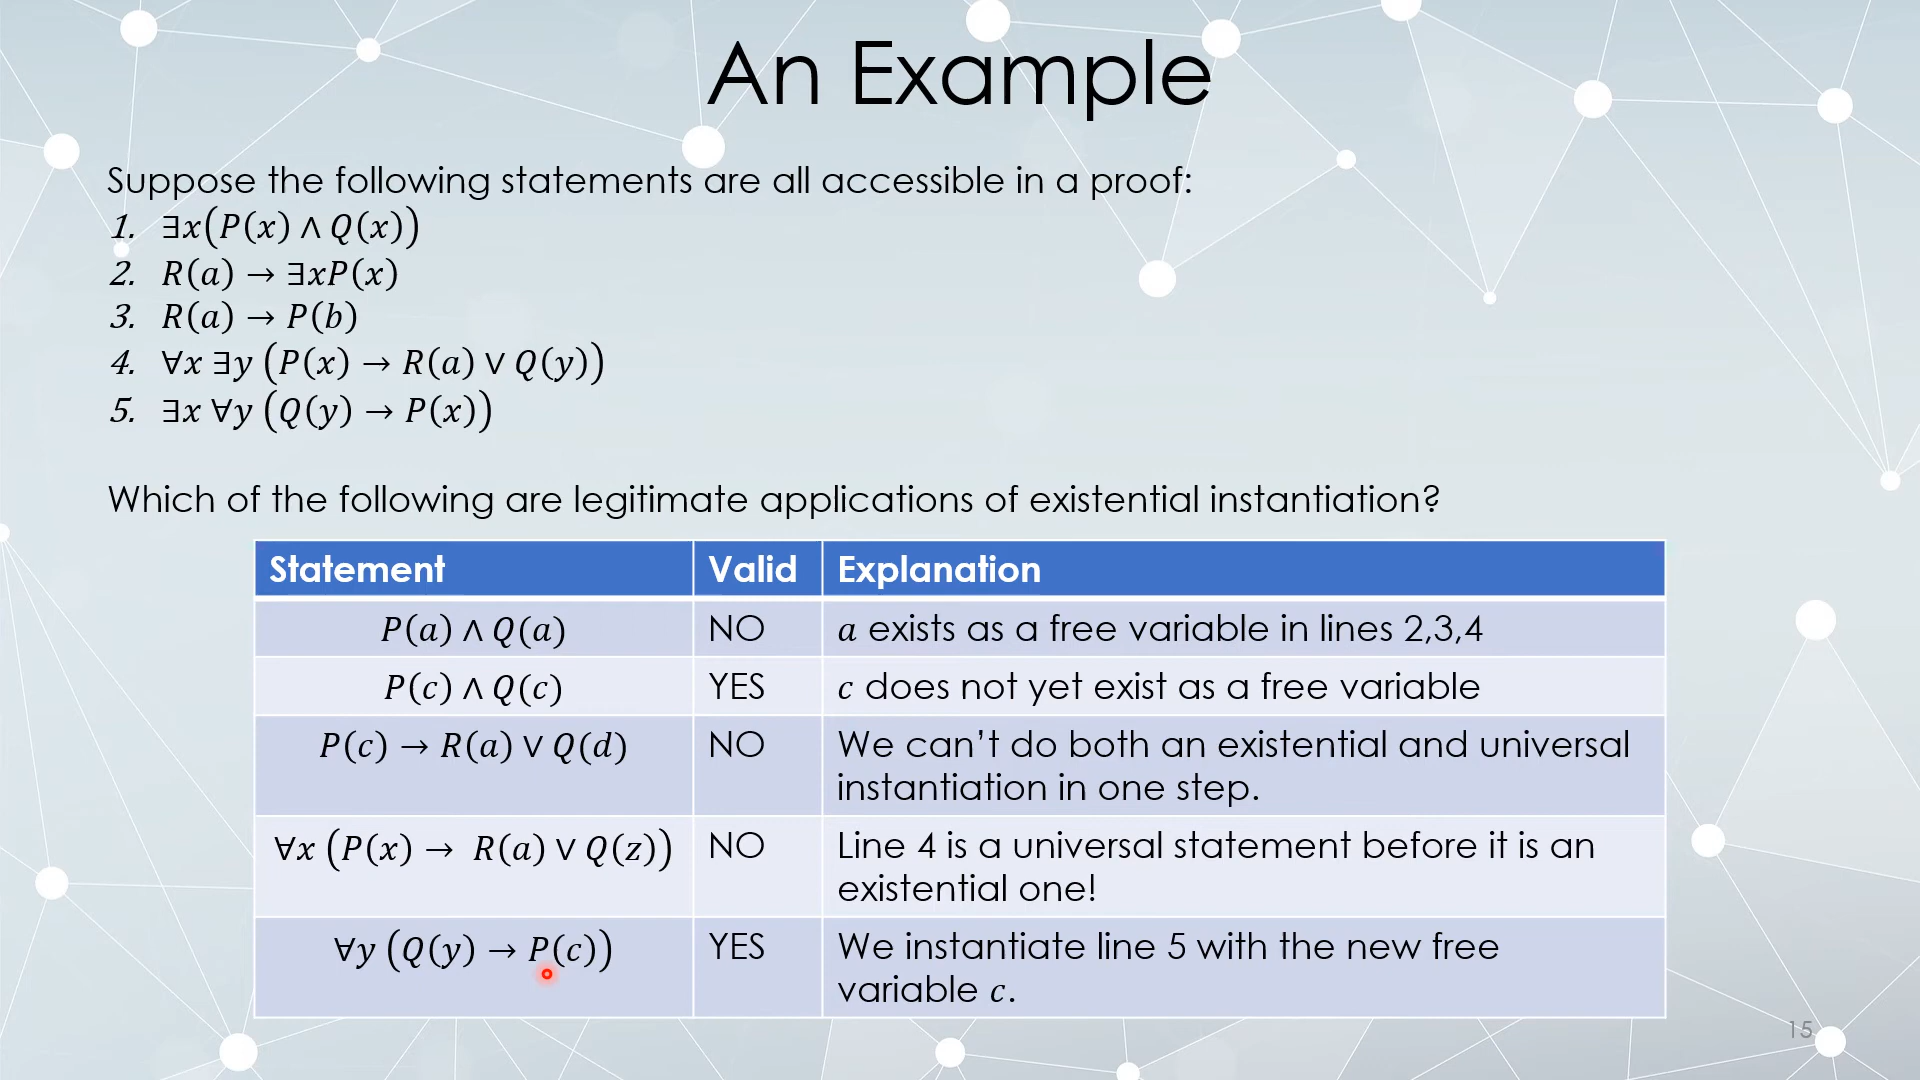 An Example
Suppose the following statements are all accessible in a proof:
1. ∃x(P(x) ∧ Q(x))
2. R(a) → ∃xP(x)
3. R(a) → P(b)
4. ∀x ∃y (P(x) → R(a) ∨ Q(y))
5. ∃x ∀y (Q(y) → P(x))
Which of the following are legitimate applications of existential instantiation?
Statement Valid Explanation
P(a) ∧ Q(a) NO a exists as a free variable in lines 2,3,4
P(c) ∧ Q(c) YES c does not yet exist as a free variable
P(c) → R(a) ∨ Q(d) NO We can’t do both an existential and universal
instantiation in one step.
∀x (P(x) → R(a) ∨ Q(z)) NO Line 4 is a universal statement before it is an
existential one!
∀y (Q(y) → P(c)) YES We instantiate line 5 with the new free
variable c.
15